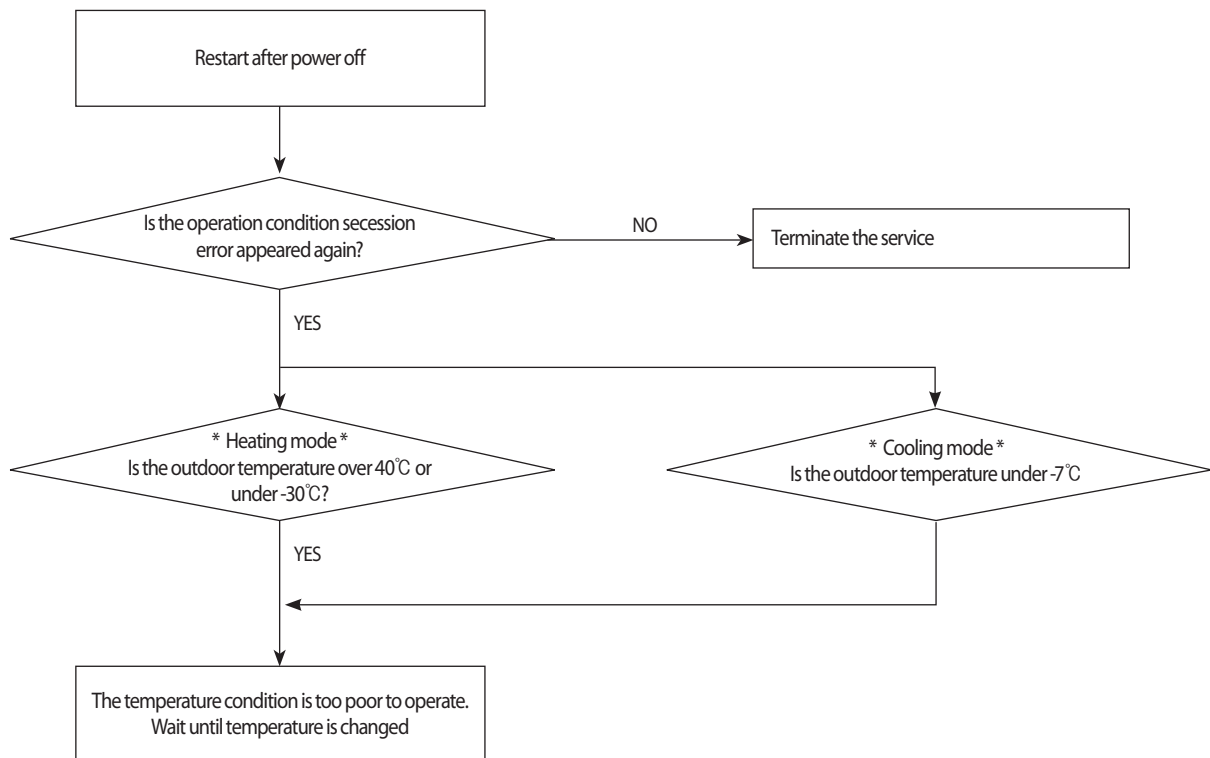 Restart after power off
Is the operation condition secession
error appeared again?
NO
Terminate the service
YES
* Heating mode *
Is the outdoor temperature over 40℃ or
under -30℃?
* Cooling mode *
Is the outdoor temperature under -7℃
YES
The temperature condition is too poor to operate.
Wait until temperature is changed